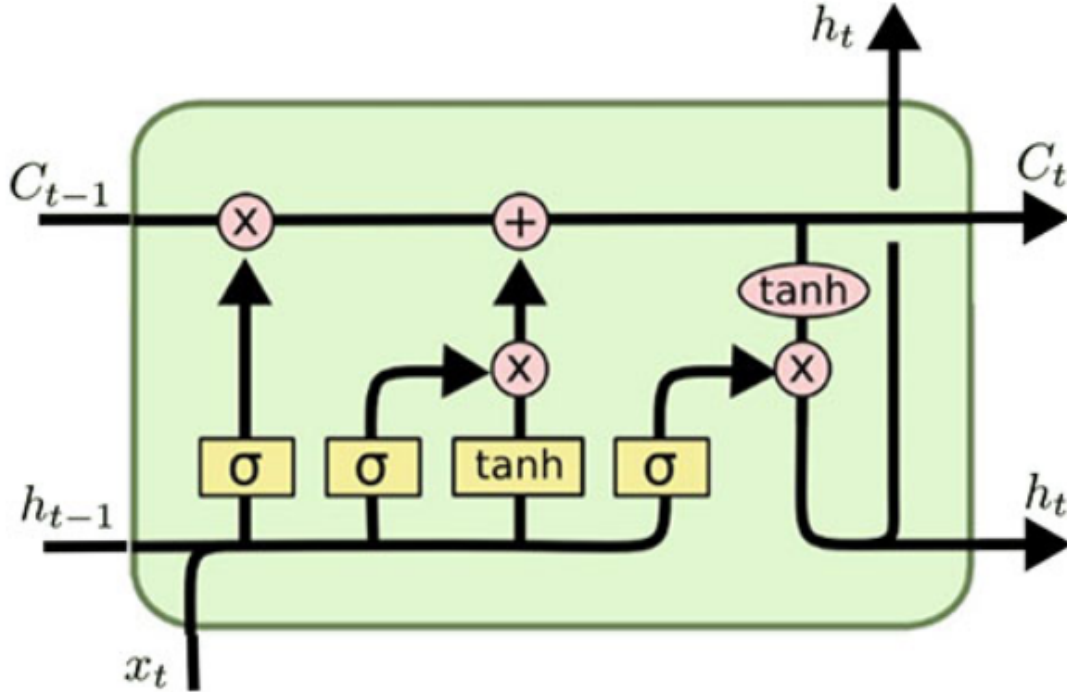 h_t
C_{t-1}
C_t
x
+
tanh
x
x
σ
σ
tanh
σ
h_{t-1}
h_t
x_t